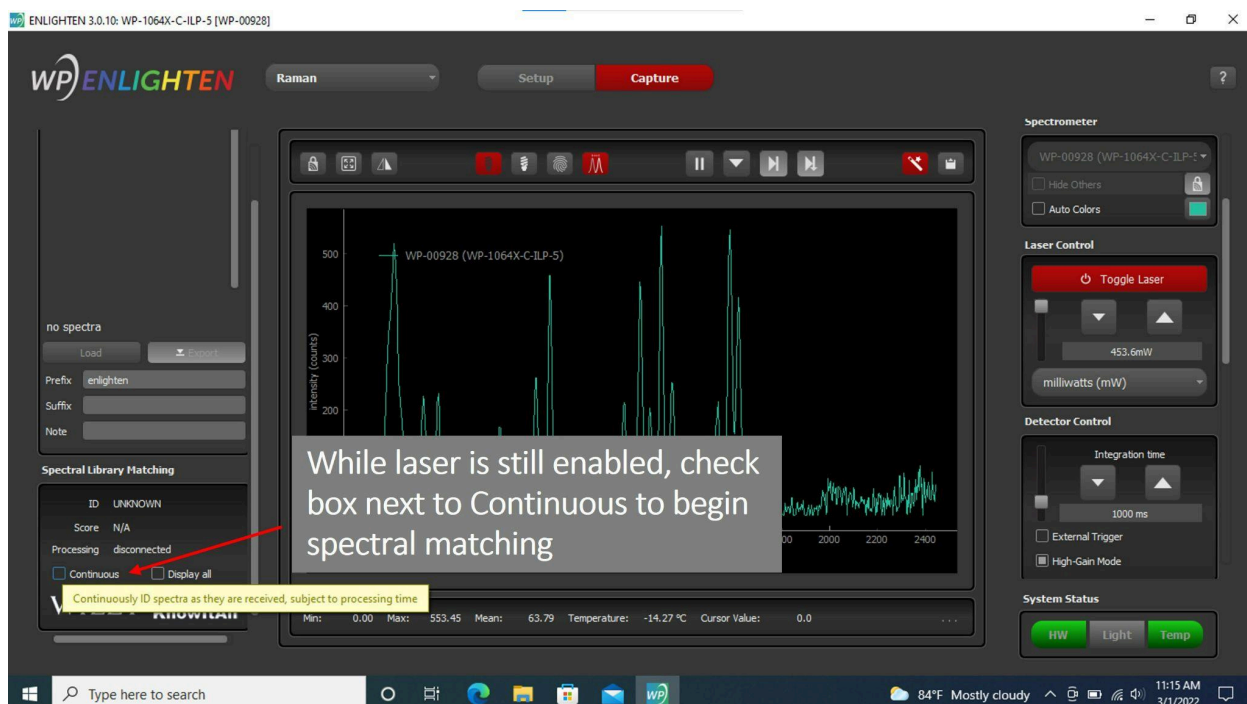 ENLIGHTEN 3.0.10: WP-1064X-C-ILP-5 [WP-00928]
WP ENLIGHTEN
Raman
Setup
Capture
?
no spectra
Load
Export
Prefix enlighten
Suffix
Note
Spectral Library Matching
ID UNKNOWN
Score N/A
Processing disconnected
Continuous
Display all
Continuously ID spectra as they are received, subject to processing time
KnowItAll
intensity (counts)
500
400
300
200
WP-00928 (WP-1064X-C-ILP-5)
While laser is still enabled, check
box next to Continuous to begin
spectral matching
2000 2200 2400
Min: 0.00 Max: 553.45 Mean: 63.79 Temperature: -14.27 ºC Cursor Value: 0.0 ...
Spectrometer
WP-00928 (WP-1064X-C-ILP-5
Hide Others
Auto Colors
Laser Control
Toggle Laser
453.6mW
milliwatts (mW)
Detector Control
Integration time
1000 ms
External Trigger
High-Gain Mode
System Status
HW Light Temp
Type here to search
WP
84°F Mostly cloudy
11:15 AM
3/1/2022